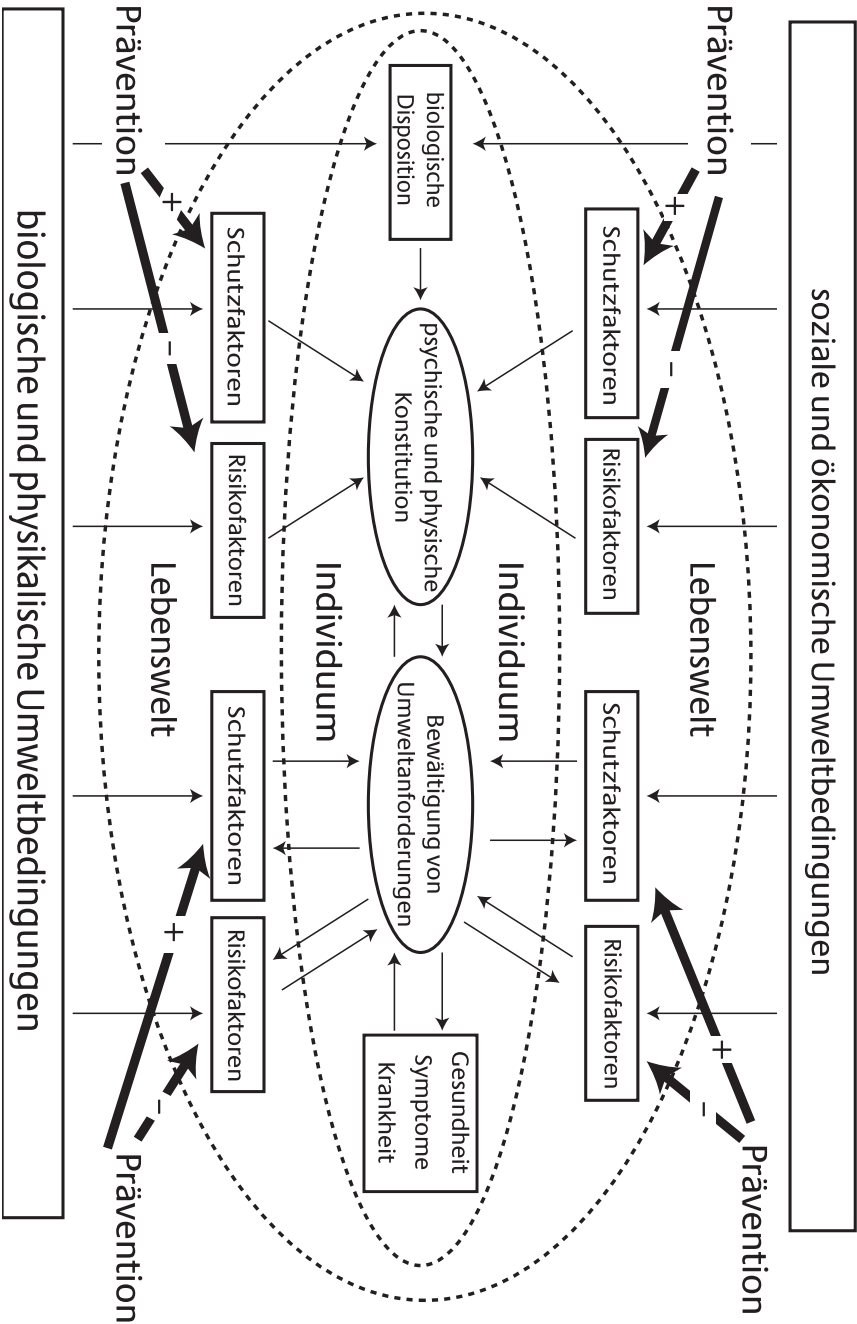 soziale und ökonomische Umweltbedingungen
Prävention
Prävention
+
–
+
–
Schutzfaktoren
Risikofaktoren
Lebenswelt
Schutzfaktoren
Risikofaktoren
Individuum
biologische
Disposition
psychische und physische
Konstitution
Bewältigung von
Umweltanforderungen
Gesundheit
Symptome
Krankheit
Individuum
Schutzfaktoren
Risikofaktoren
Lebenswelt
Schutzfaktoren
Risikofaktoren
+
–
+
–
Prävention
Prävention
biologische und physikalische Umweltbedingungen